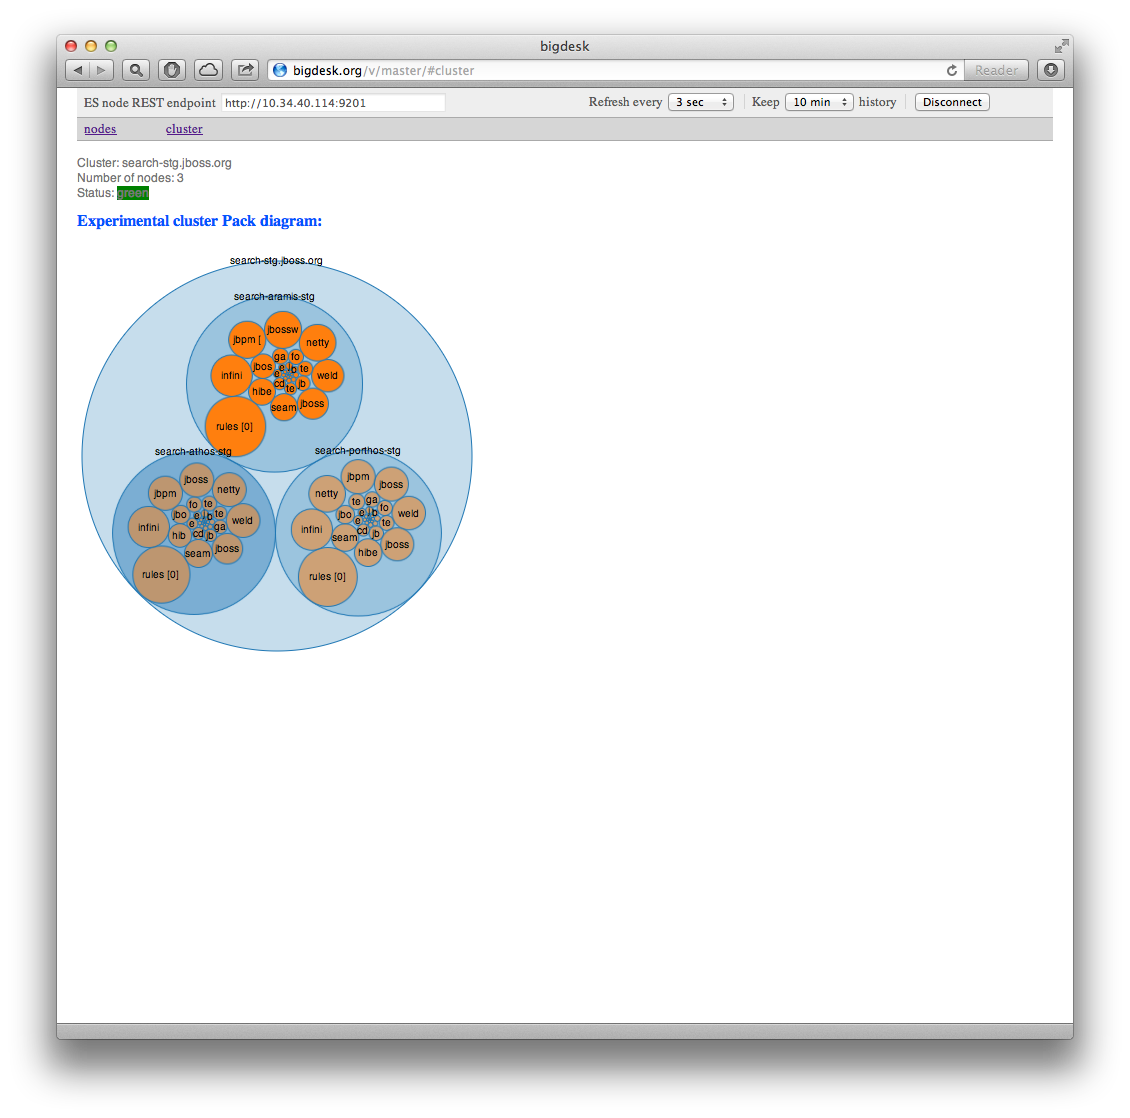 bigdesk
bigdesk.org/v/master/#cluster
Reader
ES node REST endpoint http://10.34.40.114:9201 Refresh every 3 sec Keep 10 min history Disconnect
nodes cluster
Cluster: search-stg.jboss.org
Number of nodes: 3
Status: green
Experimental cluster Pack diagram:
search-stg.jboss.org
search-aramis-stg
jbossw
jbpm [
netty
ga fo
jbos e jb te
infini e weld
cd jb
hibe te
seam jboss
rules [0]
search-athos-stg
jboss
jbpm netty
fo te
jbo e jb te
infini e ga weld
hib cd jb
seam jboss
rules [0]
search-porthos-stg
jbpm
netty jboss
te ga fo
jbo e jb te
infini e weld
seam cd jb
hibe jboss
rules [0]